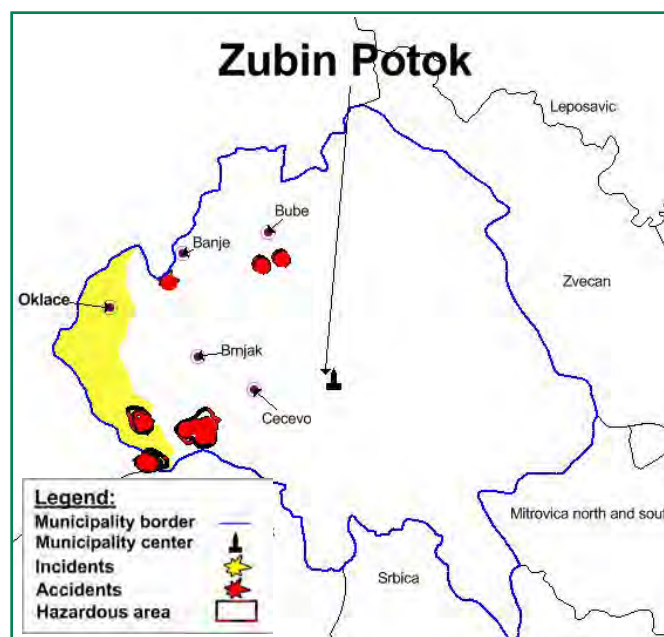 Zubin Potok
Leposavic
Bube
Banje
Zvecan
Oklace
Brnjak
Cecevo
Legend:
Municipality border
Municipality center
Incidents
Accidents
Hazardous area
Mitrovica north and sout
Srbica